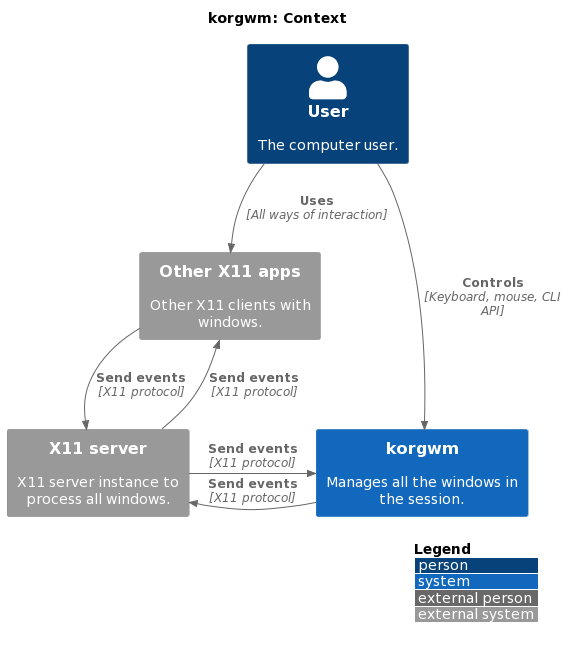 korgwm: Context
User
The computer user.
Uses
[All ways of interaction]
Other X11 apps
Other X11 clients with
windows.
Controls
[Keyboard, mouse, CLI
API]
Send events
[X11 protocol]
Send events
[X11 protocol]
X11 server
X11 server instance to
process all windows.
Send events
[X11 protocol]
Send events
[X11 protocol]
korgwm
Manages all the windows in
the session.
Legend
person
system
external person
external system